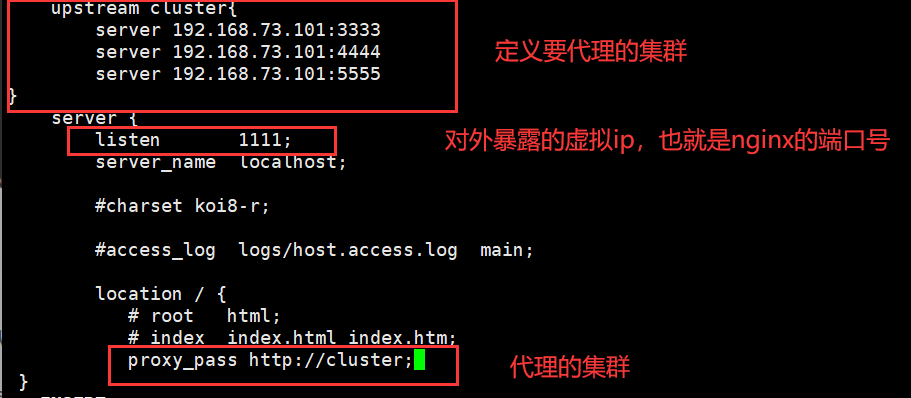 upstream cluster{
server 192.168.73.101:3333
server 192.168.73.101:4444
server 192.168.73.101:5555
定义要代理的集群
}
server {
listen 1111;
对外暴露的虚拟ip，也就是nginx的端口号
server_name localhost;
#charset koi8-r;
#access_log logs/host.access.log main;
location / {
# root html;
# index index.html index.htm;
proxy_pass http://cluster;
代理的集群
}